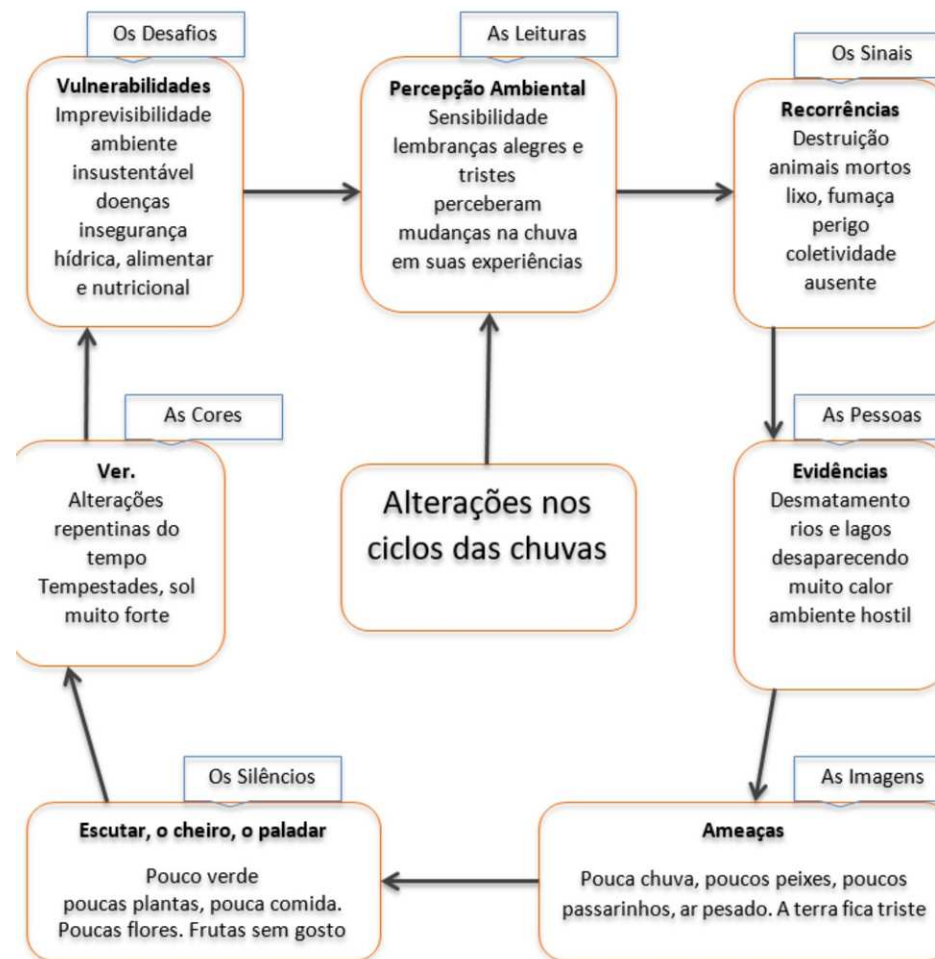 Os Desafios
Vulnerabilidades
Imprevisibilidade
ambiente
insustentável
doenças
insegurança
hídrica, alimentar
e nutricional
As Leituras
Percepção Ambiental
Sensibilidade
lembranças alegres e
tristes
perceberam
mudanças na chuva
em suas experiências
Os Sinais
Recorrências
Destruição
animais mortos
lixo, fumaça
perigo
coletividade
ausente
As Cores
Ver.
Alterações
repentinas do
tempo
Tempestades, sol
muito forte
Alterações nos
ciclos das chuvas
As Pessoas
Evidências
Desmatamento
rios e lagos
desaparecendo
muito calor
ambiente hostil
Os Silêncios
Escutar, o cheiro, o paladar
Pouco verde
poucas plantas, pouca comida.
Poucas flores. Frutas sem gosto
As Imagens
Ameaças
Pouca chuva, poucos peixes, poucos
passarinhos, ar pesado. A terra fica triste